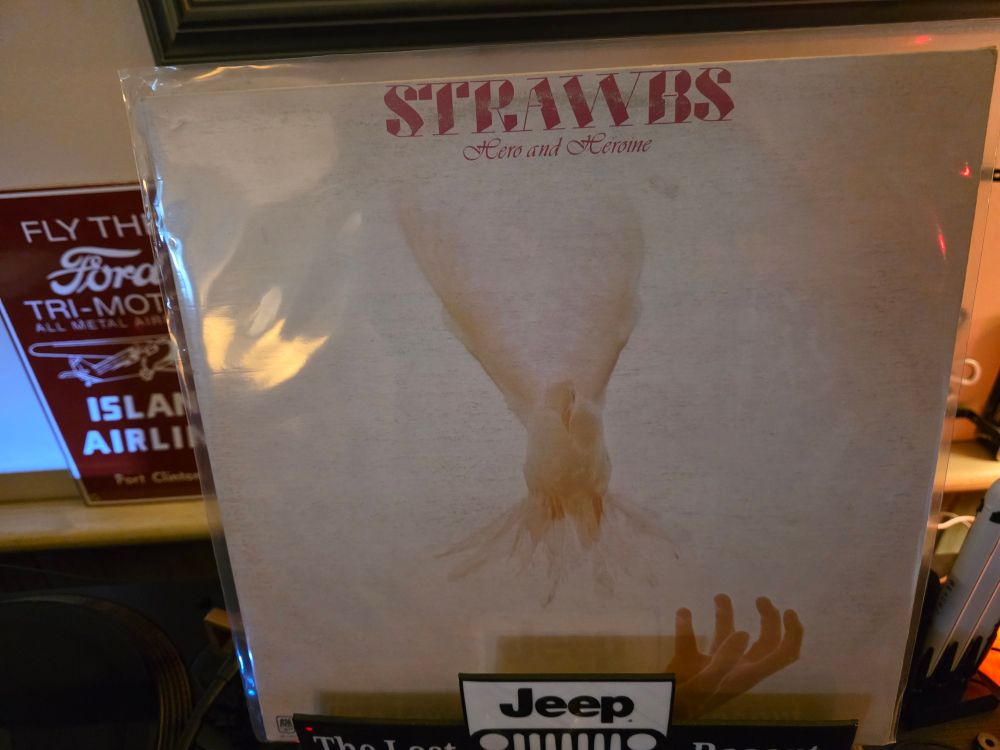 STRAWBS
Hero and Heroine
FLY TH
Ford
TRI-MOT
ALL METAL AIR
ISLAN
AIRLI
Port Clinton
Jeep
The Lost